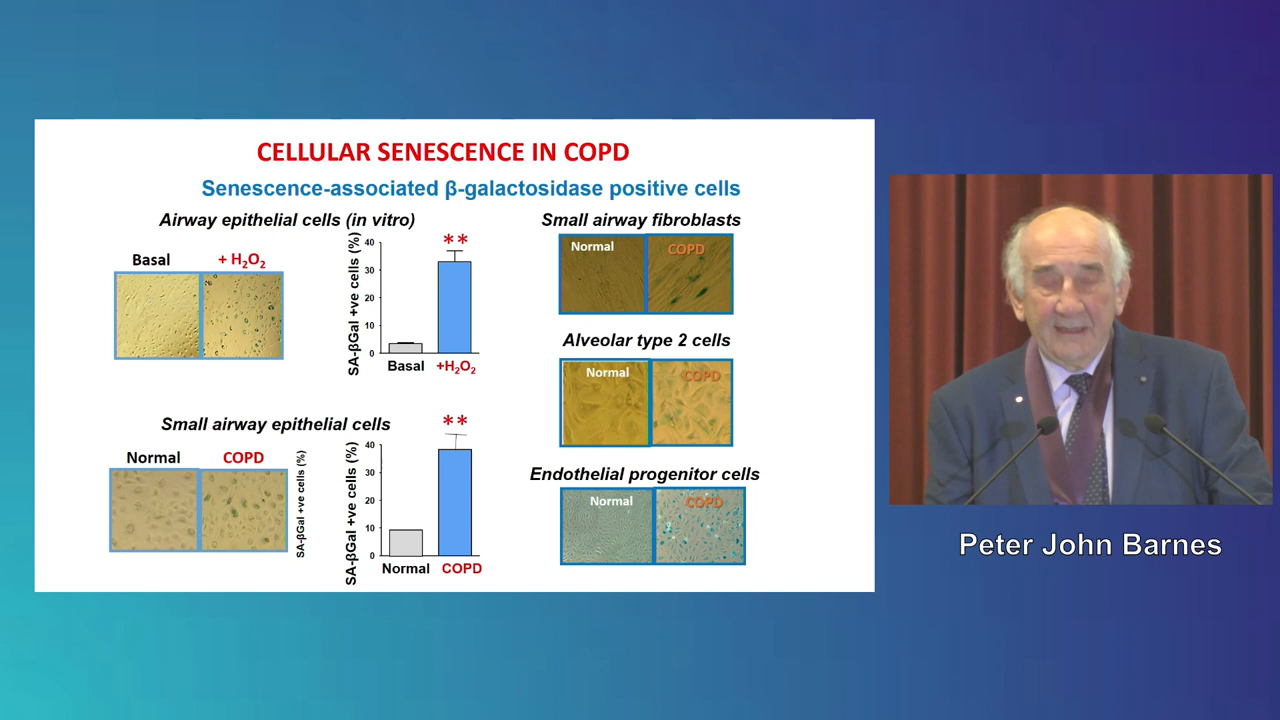 CELLULAR SENESCENCE IN COPD
Senescence-associated β-galactosidase positive cells
Airway epithelial cells (in vitro)
Basal
+ H₂O₂
SA-βGal +ve cells (%)
40
30
20
10
0
**
Basal
+H₂O₂
Small airway epithelial cells
Normal
COPD
SA-βGal +ve cells (%)
SA-βGal +ve cells (%)
40
30
20
10
0
**
Normal
COPD
Small airway fibroblasts
Normal
COPD
Alveolar type 2 cells
Normal
COPD
Endothelial progenitor cells
Normal
COPD
Peter John Barnes